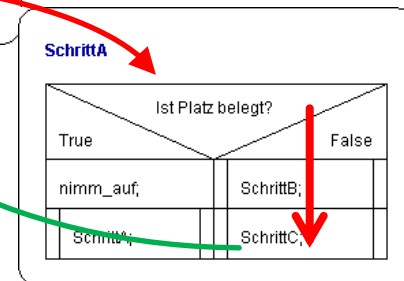 SchrittA
Ist Platz belegt?
True False
nimm_auf; SchrittB;
SchrittA; SchrittC;